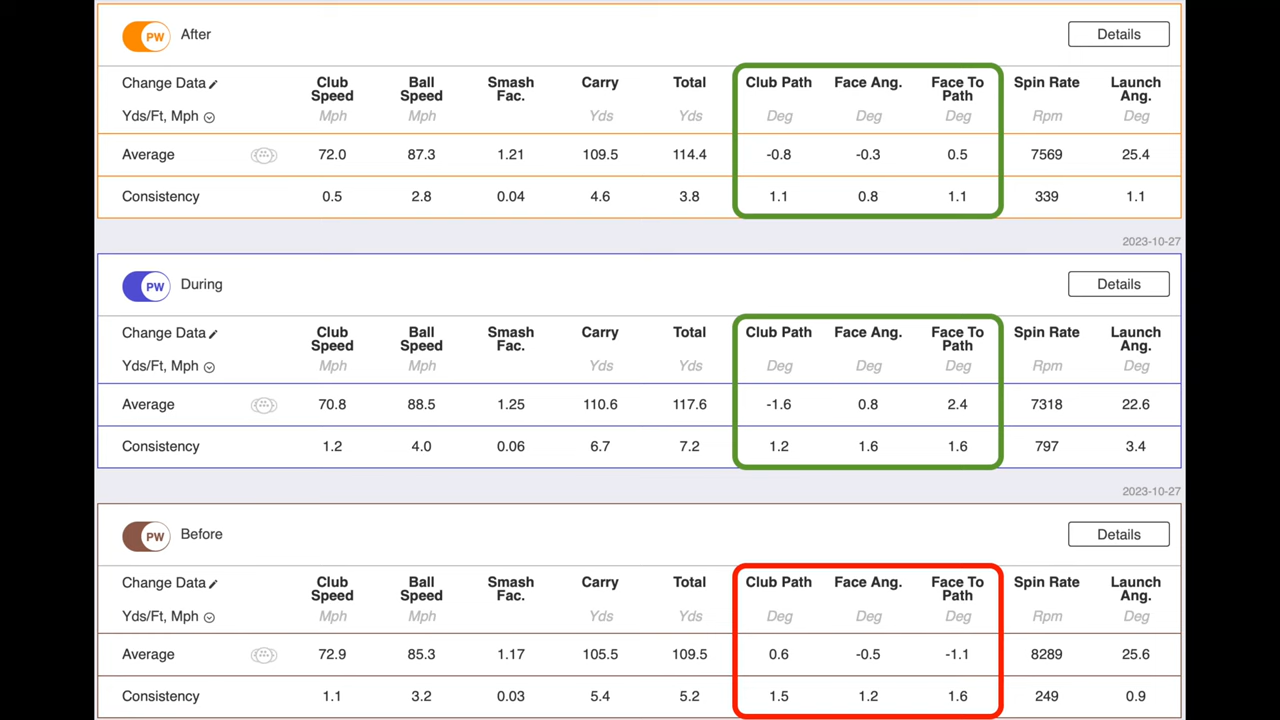 PW After Details
Change Data Club Speed Ball Speed Smash Fac. Carry Total Club Path Face Ang. Face To Path Spin Rate Launch Ang.
Yds/Ft, Mph Mph Mph Yds Yds Deg Deg Deg Rpm Deg
Average 72.0 87.3 1.21 109.5 114.4 -0.8 -0.3 0.5 7569 25.4
Consistency 0.5 2.8 0.04 4.6 3.8 1.1 0.8 1.1 339 1.1
2023-10-27
PW During Details
Change Data Club Speed Ball Speed Smash Fac. Carry Total Club Path Face Ang. Face To Path Spin Rate Launch Ang.
Yds/Ft, Mph Mph Mph Yds Yds Deg Deg Deg Rpm Deg
Average 70.8 88.5 1.25 110.6 117.6 -1.6 0.8 2.4 7318 22.6
Consistency 1.2 4.0 0.06 6.7 7.2 1.2 1.6 1.6 797 3.4
2023-10-27
PW Before Details
Change Data Club Speed Ball Speed Smash Fac. Carry Total Club Path Face Ang. Face To Path Spin Rate Launch Ang.
Yds/Ft, Mph Mph Mph Yds Yds Deg Deg Deg Rpm Deg
Average 72.9 85.3 1.17 105.5 109.5 0.6 -0.5 -1.1 8289 25.6
Consistency 1.1 3.2 0.03 5.4 5.2 1.5 1.2 1.6 249 0.9